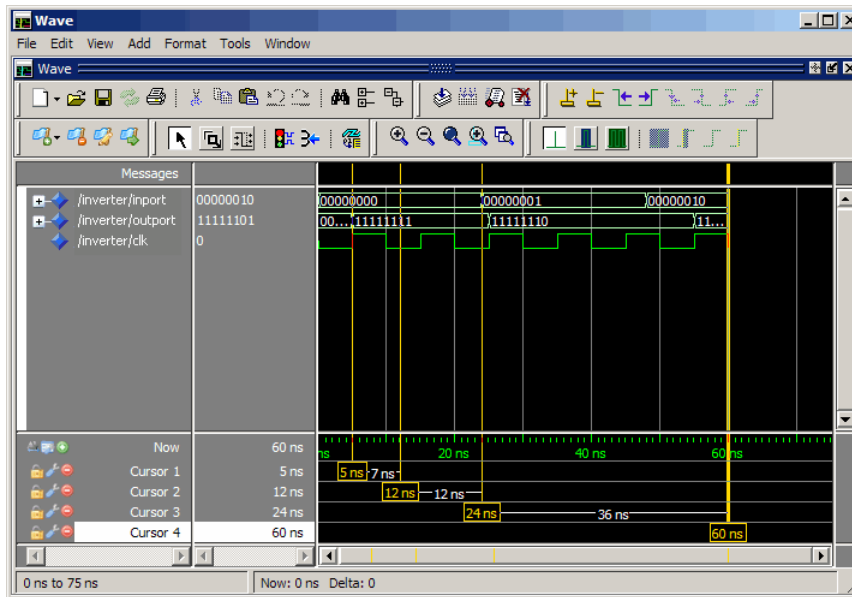 Wave
File Edit View Add Format Tools Window
Wave
Messages
/inverter/inport 00000010 00000000 00000001 00000010
/inverter/outport 11111101 00... 11111111 11111110 11...
/inverter/clk 0
Now 60 ns ns 20 ns 40 ns 60 ns
Cursor 1 5 ns 5 ns 7 ns
Cursor 2 12 ns 12 ns 12 ns
Cursor 3 24 ns 24 ns 36 ns
Cursor 4 60 ns 60 ns
0 ns to 75 ns Now: 0 ns Delta: 0